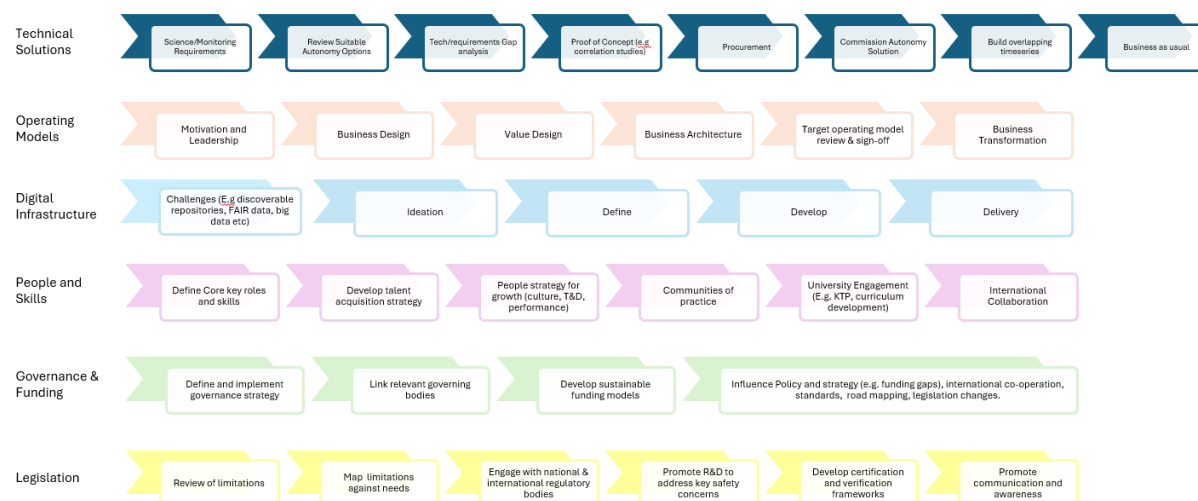 Technical
Solutions
Science/Monitoring
Requirements
Review Suitable
Autonomy Options
Tech/requirements Gap
analysis
Proof of Concept (e.g
correlation studies)
Procurement
Commission Autonomy
Solution
Build overlapping
timeseries
Business as usual
Operating
Models
Motivation and
Leadership
Business Design
Value Design
Business Architecture
Target operating model
review & sign-off
Business
Transformation
Digital
Infrastructure
Challenges (E.g discoverable
repositories, FAIR data, big
data etc)
Ideation
Define
Develop
Delivery
People and
Skills
Define Core key roles
and skills
Develop talent
acquisition strategy
People strategy for
growth (culture, T&D,
performance)
Communities of
practice
University Engagement
(E.g. KTP, curriculum
development)
International
Collaboration
Governance &
Funding
Define and implement
governance strategy
Link relevant governing
bodies
Develop sustainable
funding models
Influence Policy and strategy (e.g. funding gaps), international co-operation,
standards, road mapping, legislation changes.
Legislation
Review of limitations
Map limitations
against needs
Engage with national &
international regulatory
bodies
Promote R&D to
address key safety
concerns
Develop certification
and verification
frameworks
Promote
communication and
awareness